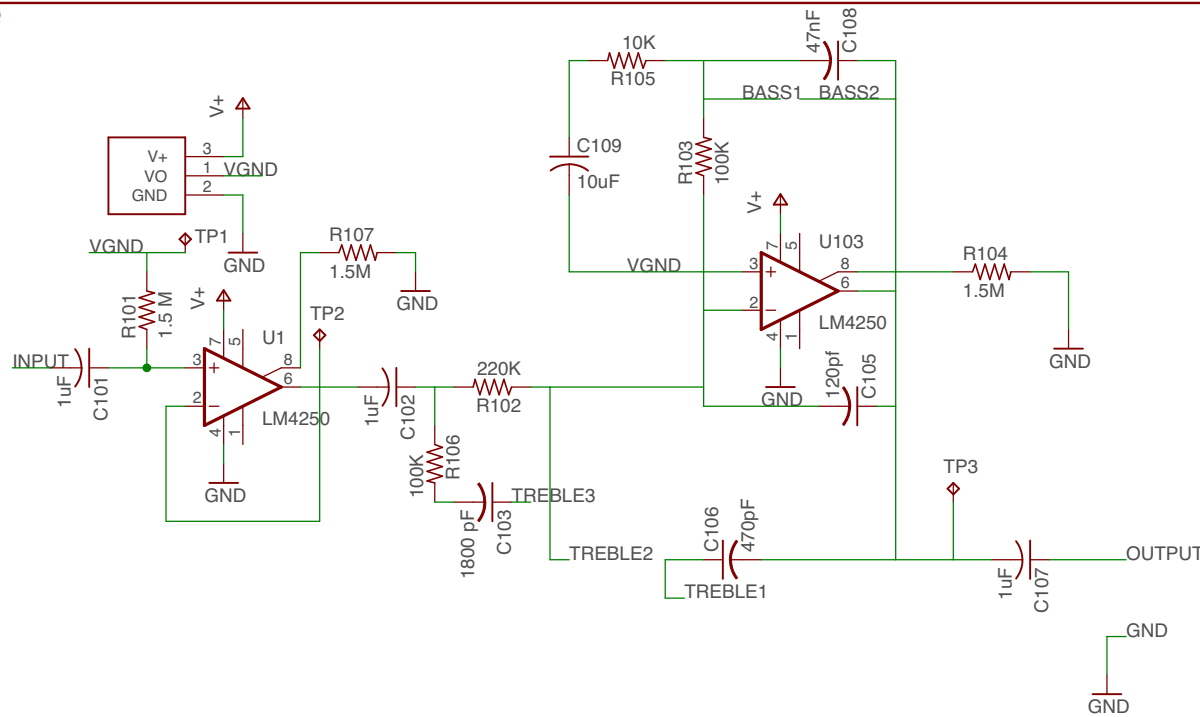 10K
R105
47nF
C108
BASS1
BASS2
V+
V+
VO
GND
3
1
2
VGND
GND
C109
10uF
R103
100K
V+
VGND
3
2
7
5
4
1
8
6
U103
LM4250
GND
R104
1.5M
GND
120pf
C105
VGND
TP1
R101
1.5 M
V+
R107
1.5M
GND
TP2
INPUT
1uF
C101
3
2
7
5
4
1
8
6
U1
LM4250
GND
1uF
C102
220K
R102
100K
R106
1800 pF
C103
TREBLE3
TREBLE2
C106
470pF
TREBLE1
TP3
1uF
C107
OUTPUT
GND
GND